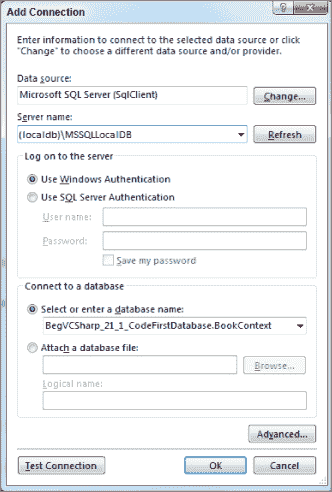 Add Connection
Enter information to connect to the selected data source or click
"Change" to choose a different data source and/or provider.
Data source:
Microsoft SQL Server (SqlClient)
Change...
Server name:
(localdb)\MSSQLLocalDB
Refresh
Log on to the server
Use Windows Authentication
Use SQL Server Authentication
User name:
Password:
Save my password
Connect to a database
Select or enter a database name:
BegVCSharp_21_1_CodeFirstDatabase.BookContext
Attach a database file:
Browse...
Logical name:
Advanced...
Test Connection
OK
Cancel